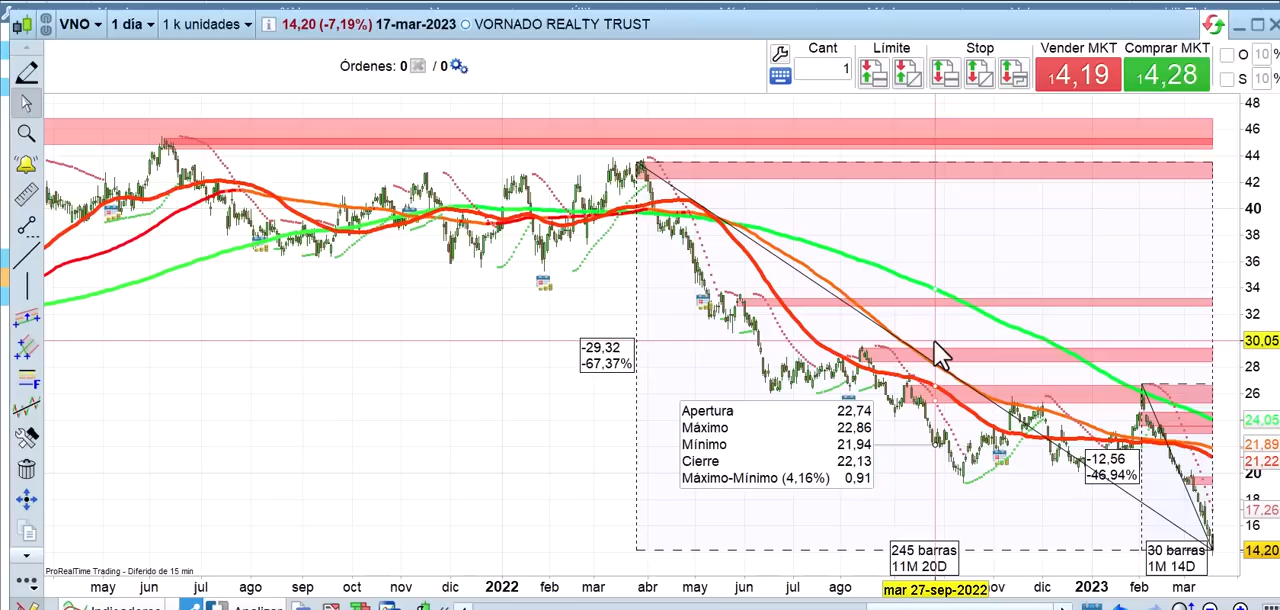 VNO 1 día 1 k unidades 14,20 (-7,19%) 17-mar-2023 VORNADO REALTY TRUST
Órdenes: 0 / 0
Cant Límite Stop Vender MKT Comprar MKT
1 14,19 14,28
O 10 %
S 10 %
48
46
44
42
40
38
36
34
32
30,05
28
26
24,05
21,89
21,22
20
18
17,26
16
14,20
-29,32
-67,37%
Apertura 22,74
Máximo 22,86
Mínimo 21,94
Cierre 22,13
Máximo-Mínimo (4,16%) 0,91
-12,56
-46,94%
245 barras
11M 20D
30 barras
1M 14D
ProRealTime Trading - Diferido de 15 min
may jun jul ago sep oct nov dic 2022 feb mar abr may jun jul ago mar 27-sep-2022 nov dic 2023 feb mar
Indicadores Analizar